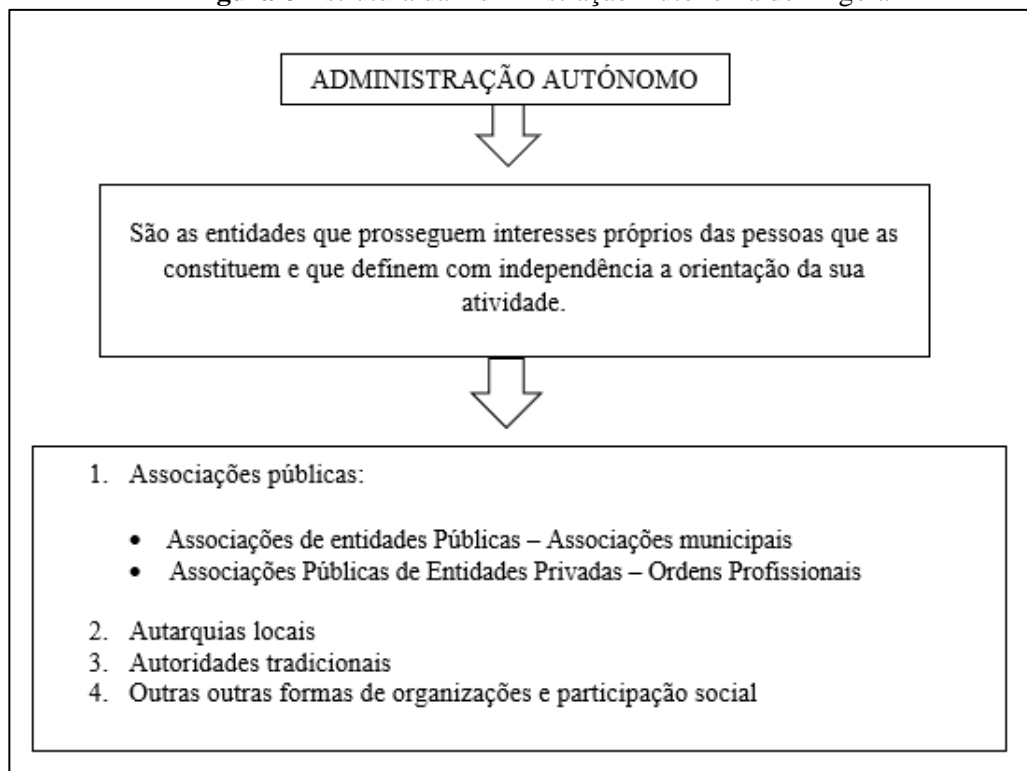 ADMINISTRAÇÃO AUTÓNOMO
São as entidades que prosseguem interesses próprios das pessoas que as
constituem e que definem com independência a orientação da sua
atividade.
1. Associações públicas:
• Associações de entidades Públicas – Associações municipais
• Associações Públicas de Entidades Privadas – Ordens Profissionais
2. Autarquias locais
3. Autoridades tradicionais
4. Outras outras formas de organizações e participação social